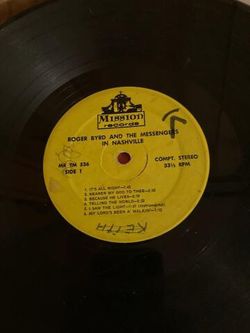 Mission
records
ROGER BYRD AND THE MESSENGERS
IN NASHVILLE
MR TM 536
SIDE 1
COMPT. STEREO
33⅓ RPM
1. IT'S ALL RIGHT
2. NEARER MY GOD TO THEE
3. BECAUSE HE LIVES
4. TELLING THE WORLD
5. I SAW THE LIGHT
6. MY LORD'S BEEN A' WALKIN'
K
KEITH